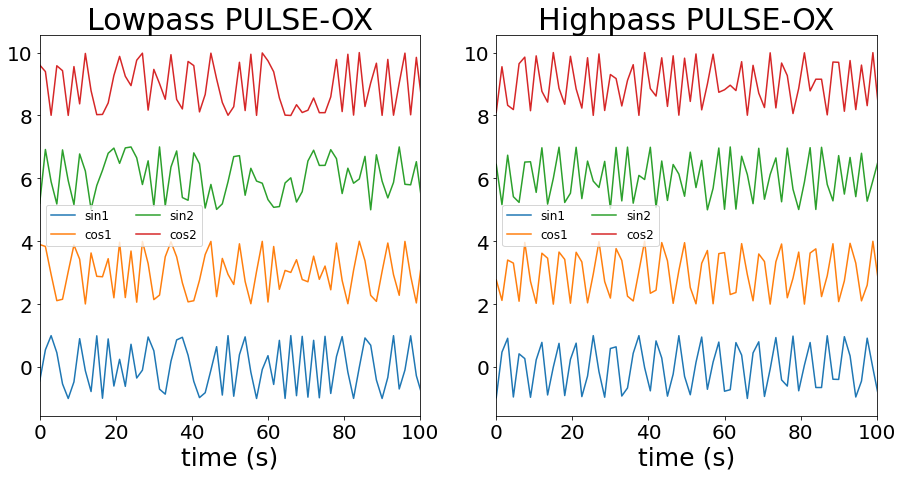 Lowpass PULSE-OX
10
8
6
4
2
0
sin1 sin2
cos1 cos2
0 20 40 60 80 100
time (s)
Highpass PULSE-OX
10
8
6
4
2
0
sin1 sin2
cos1 cos2
0 20 40 60 80 100
time (s)